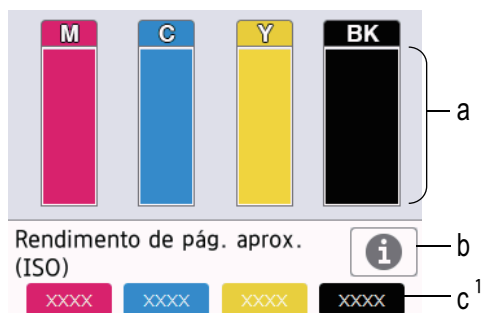 M C Y BK
a
Rendimento de pág. aprox.
(ISO)
b
XXXX XXXX XXXX XXXX
c 1